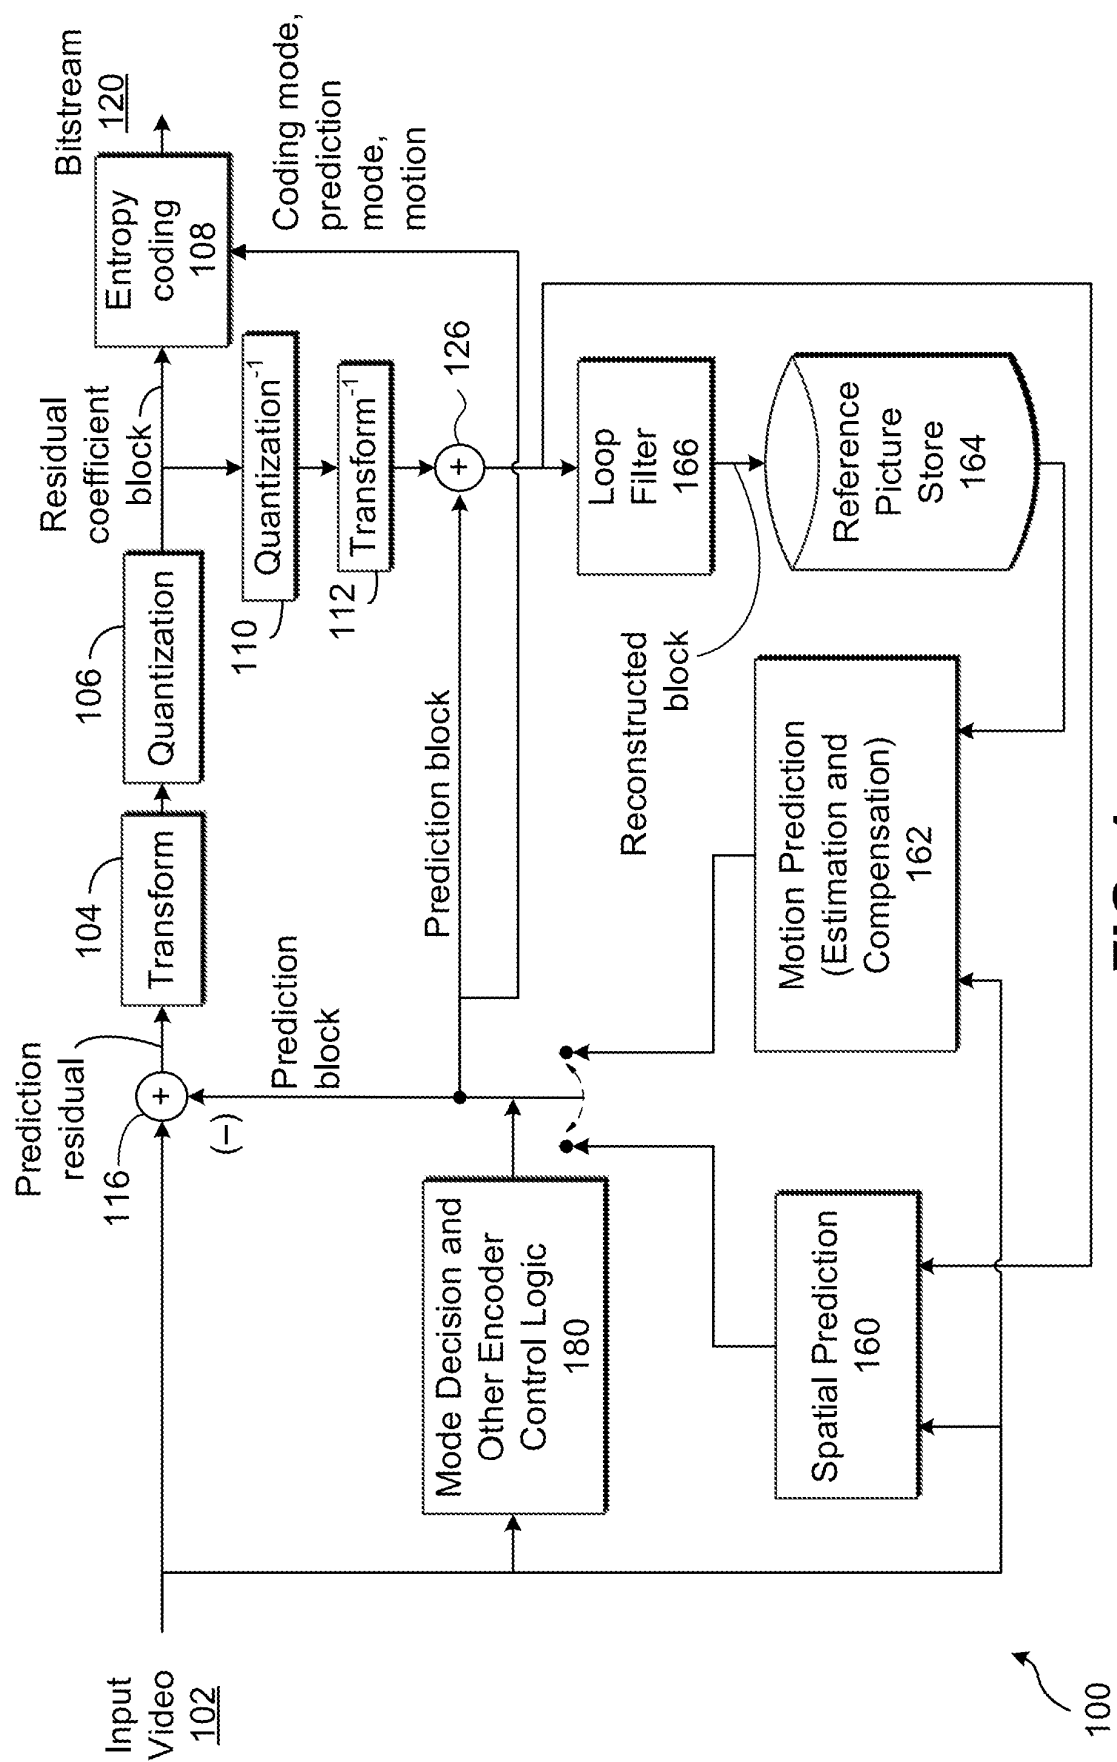 Input
Video
102
Prediction
residual
116
(–)
104
Transform
106
Quantization
Residual
coefficient
block
Entropy
coding
108
Bitstream
120
Coding mode,
prediction
mode,
motion
110
Quantization-1
112
Transform-1
126
Prediction
block
Prediction block
Mode Decision and
Other Encoder
Control Logic
180
Loop
Filter
166
Reconstructed
block
Reference
Picture
Store
164
Motion Prediction
(Estimation and
Compensation)
162
Spatial Prediction
160
100